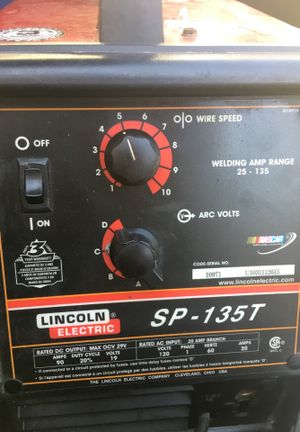 OFF
ON
WIRE SPEED
1 2 3 4 5 6 7 8 9 10
WELDING AMP RANGE
25 - 135
ARC VOLTS
A B C D
3
NASCAR
CODE-SERIAL NO.
10971
www.lincolnelectric.com
LINCOLN
ELECTRIC
SP-135T
RATED DC OUTPUT: MAX OCV 29V
AMPS DUTY CYCLE VOLTS
90 20% 19
RATED AC INPUT: 20 AMP BRANCH
VOLTS PHASE HERTZ AMPS
120 1 60 20
THE LINCOLN ELECTRIC COMPANY, CLEVELAND, OHIO USA